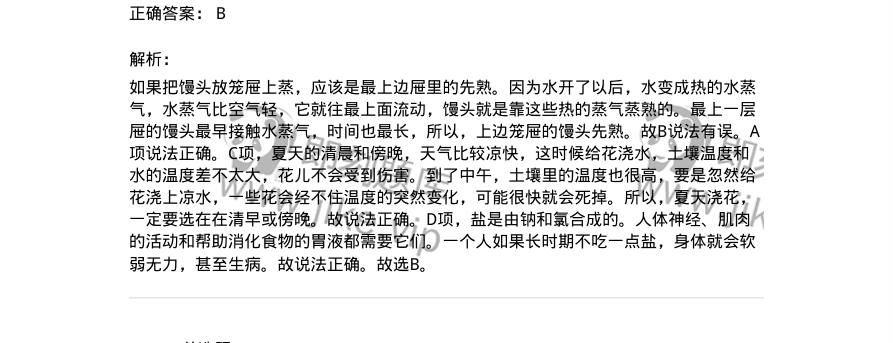 正确答案： B
解析：
如果把馒头放笼屉上蒸，应该是最上边屉里的先熟。因为水开了以后，水变成热的水蒸
气，水蒸气比空气轻，它就往最上面流动，馒头就是靠这些热的蒸气蒸熟的。最上一层
屉的馒头最早接触水蒸气，时间也最长，所以，上边笼屉的馒头先熟。故B说法有误。A
项说法正确。C项，夏天的清晨和傍晚，天气比较凉快，这时候给花浇水，土壤温度和
水的温度差不太大，花儿不会受到伤害。到了中午，土壤里的温度也很高，要是忽然给
花浇上凉水，一些花会经不住温度的突然变化，可能很快就会死掉。所以，夏天浇花，
一定要选在在清早或傍晚。故说法正确。D项，盐是由钠和氯合成的。人体神经、肌肉
的活动和帮助消化食物的胃液都需要它们。一个人如果长时期不吃一点盐，身体就会软
弱无力，甚至生病。故说法正确。故选B。